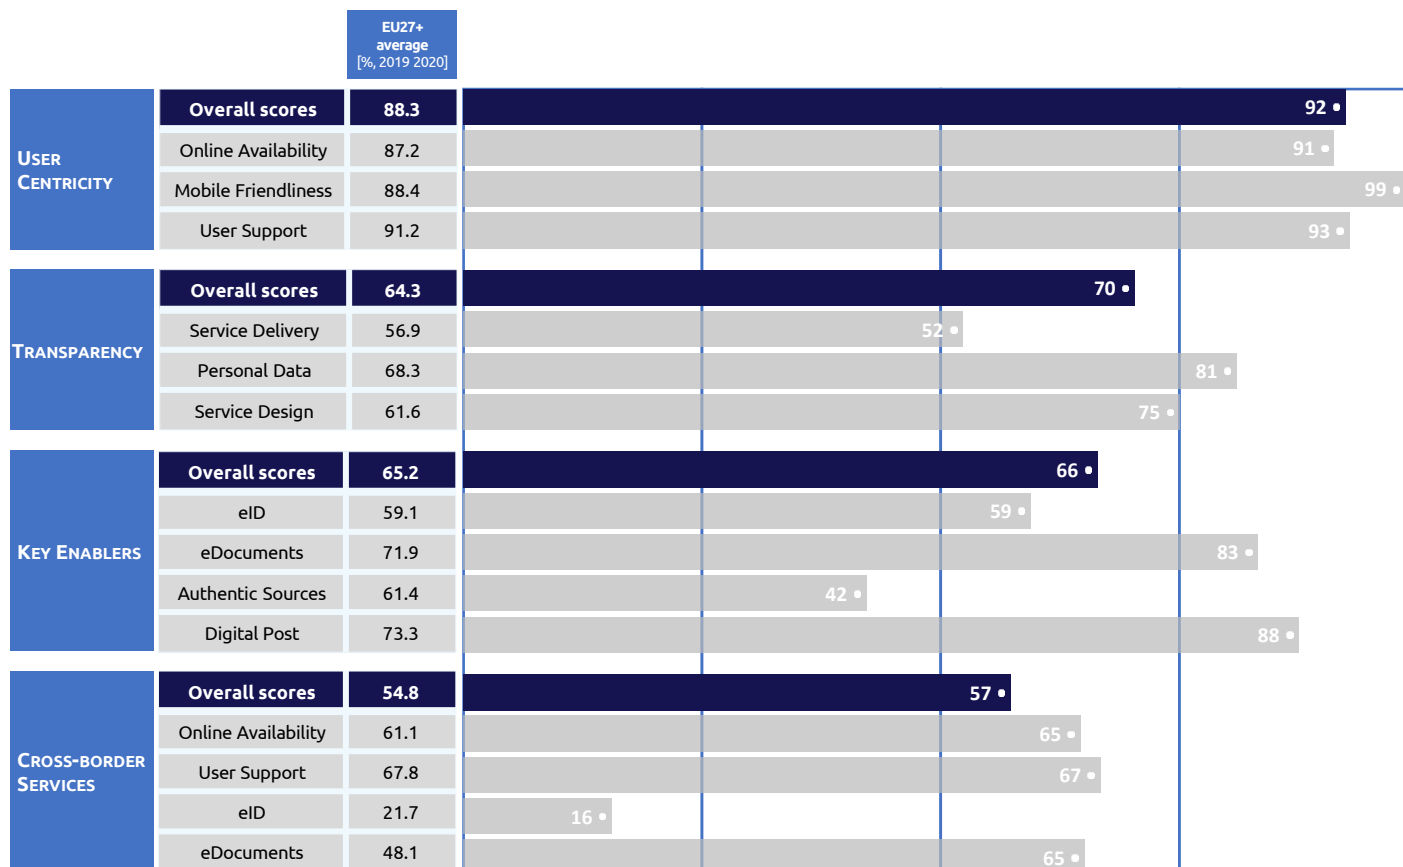 EU27+
average
[%, 2019 2020]
USER
CENTRICITY
Overall scores 88.3 92
Online Availability 87.2 91
Mobile Friendliness 88.4 99
User Support 91.2 93
TRANSPARENCY
Overall scores 64.3 70
Service Delivery 56.9 52
Personal Data 68.3 81
Service Design 61.6 75
KEY ENABLERS
Overall scores 65.2 66
eID 59.1 59
eDocuments 71.9 83
Authentic Sources 61.4 42
Digital Post 73.3 88
CROSS-BORDER
SERVICES
Overall scores 54.8 57
Online Availability 61.1 65
User Support 67.8 67
eID 21.7 16
eDocuments 48.1 65